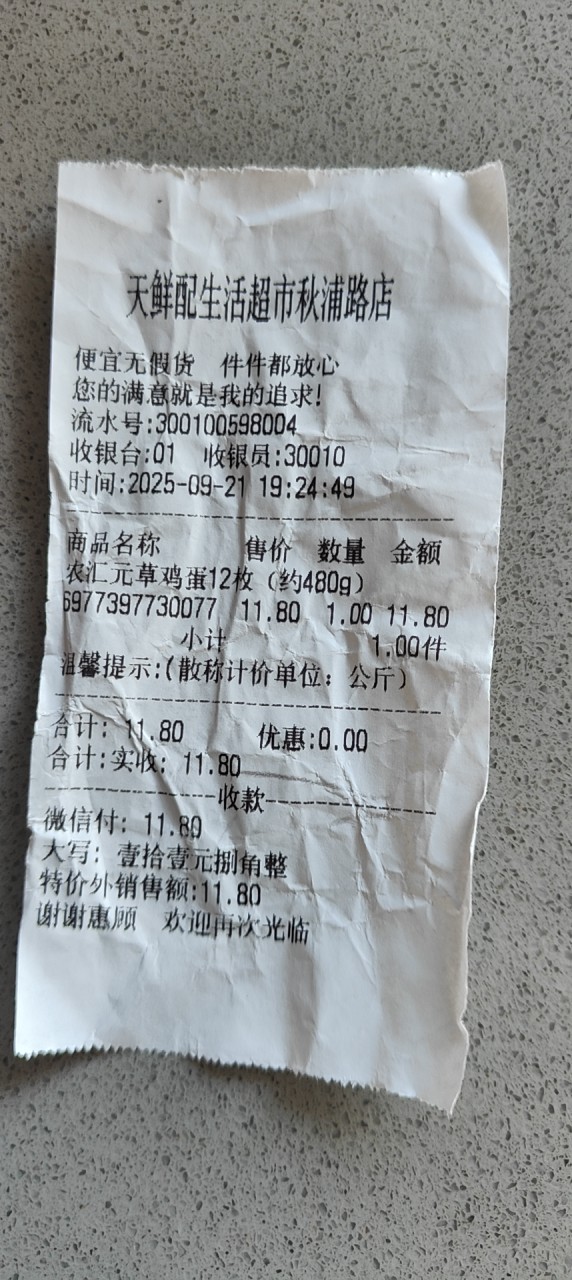 天鲜配生活超市秋浦路店
便宜无假货 件件都放心
您的满意就是我的追求!
流水号:300100598004
收银台:01 收银员:30010
时间:2025-09-21 19:24:49
商品名称 售价 数量 金额
农汇元草鸡蛋12枚（约480g）
6977397730077 11.80 1.00 11.80
小计 1.00件
温馨提示:(散称计价单位：公斤）
合计: 11.80 优惠:0.00
合计:实收: 11.80
----------------收款----------------
微信付: 11.80
大写: 壹拾壹元捌角整
特价外销售额:11.80
谢谢惠顾 欢迎再次光临